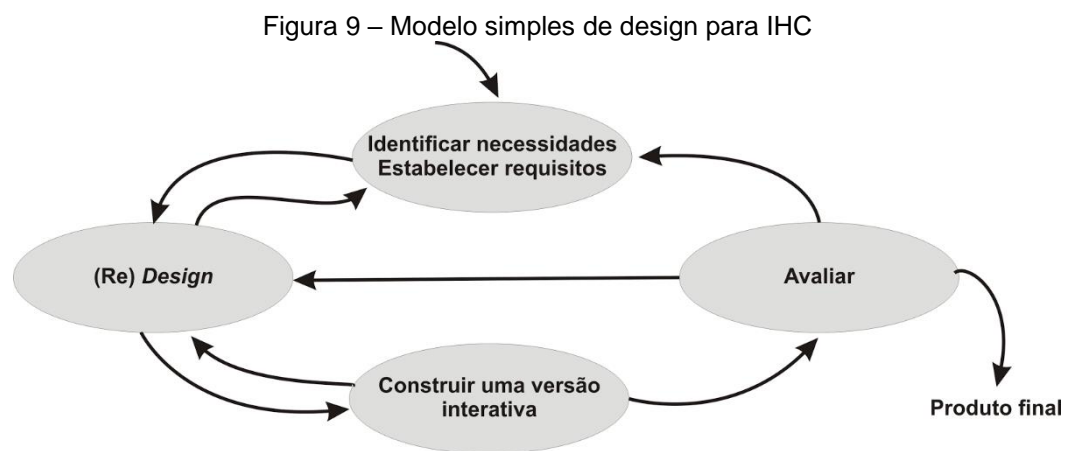 Figura 9 – Modelo simples de design para IHC
Identificar necessidades
Estabelecer requisitos
(Re) Design
Avaliar
Construir uma versão
interativa
Produto final